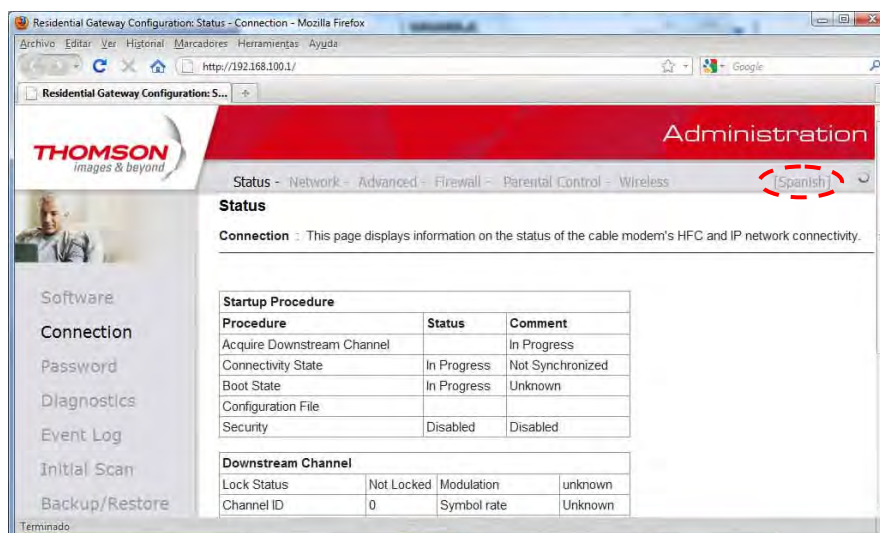 Residential Gateway Configuration: Status - Connection - Mozilla Firefox
Archivo Editar Ver Historial Marcadores Herramientas Ayuda
http://192.168.100.1/ Google
Residential Gateway Configuration: S...
Administration
THOMSON
images & beyond
Status - Network - Advanced - Firewall - Parental Control - Wireless [Spanish]
Status
Connection : This page displays information on the status of the cable modem's HFC and IP network connectivity.
Software
Connection
Password
Diagnostics
Event Log
Initial Scan
Backup/Restore
Startup Procedure
Procedure Status Comment
Acquire Downstream Channel In Progress
Connectivity State In Progress Not Synchronized
Boot State In Progress Unknown
Configuration File
Security Disabled Disabled
Downstream Channel
Lock Status Not Locked Modulation unknown
Channel ID 0 Symbol rate Unknown
Terminado